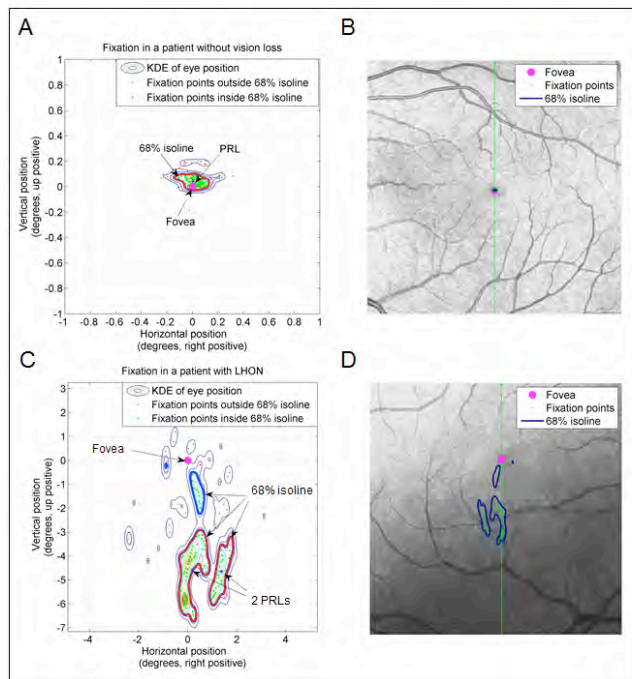 A
Fixation in a patient without vision loss
KDE of eye position
Fixation points outside 68% isoline
Fixation points inside 68% isoline
68% isoline
PRL
Fovea
Vertical position
(degrees, up positive)
1
0.8
0.6
0.4
0.2
0
-0.2
-0.4
-0.6
-0.8
-1
-1 -0.8 -0.6 -0.4 -0.2 0 0.2 0.4 0.6 0.8 1
Horizontal position
(degrees, right positive)
B
Fovea
Fixation points
68% isoline
C
Fixation in a patient with LHON
KDE of eye position
Fixation points outside 68% isoline
Fixation points inside 68% isoline
Fovea
68% isoline
2 PRLs
Vertical position
(degrees, up positive)
3
2
1
0
-1
-2
-3
-4
-5
-6
-7
-4 -2 0 2 4
Horizontal position
(degrees, right positive)
D
Fovea
Fixation points
68% isoline